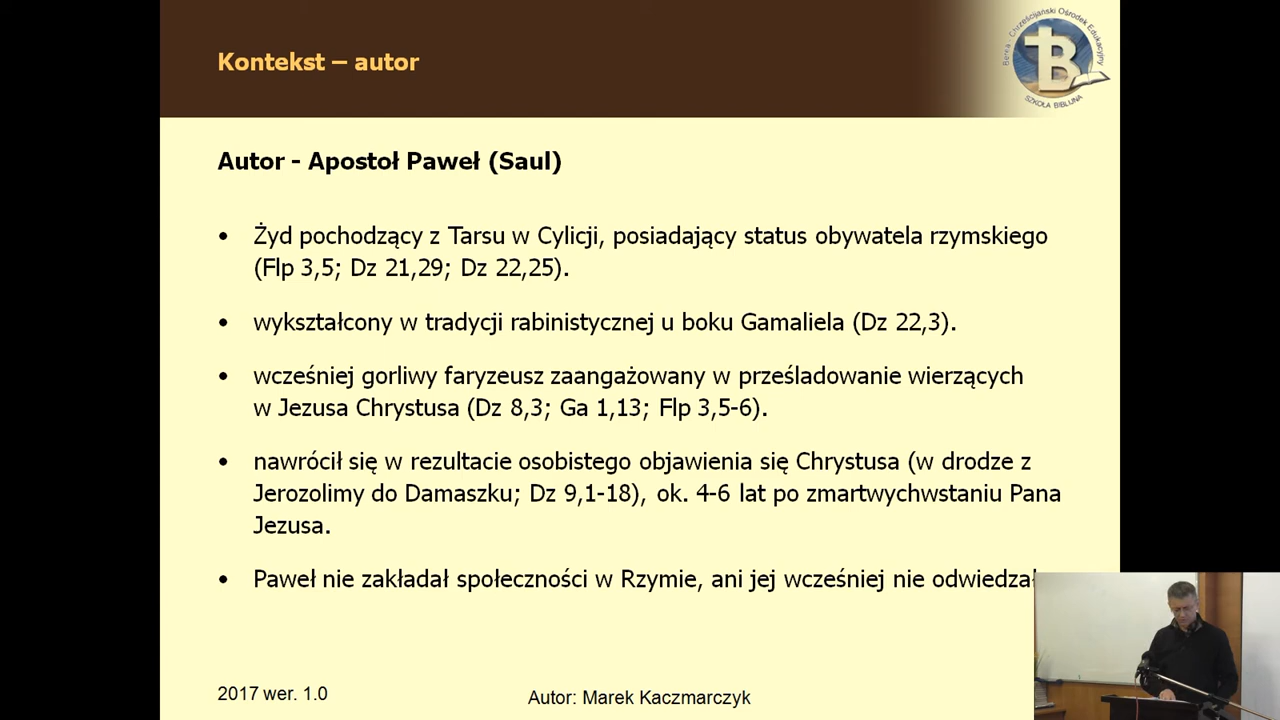 Kontekst – autor
Berea - Chrześcijański Ośrodek Edukacyjny
SZKOŁA BIBLIJNA
Autor - Apostoł Paweł (Saul)
• Żyd pochodzący z Tarsu w Cylicji, posiadający status obywatela rzymskiego
(Flp 3,5; Dz 21,29; Dz 22,25).
• wykształcony w tradycji rabinistycznej u boku Gamaliela (Dz 22,3).
• wcześniej gorliwy faryzeusz zaangażowany w prześladowanie wierzących
w Jezusa Chrystusa (Dz 8,3; Ga 1,13; Flp 3,5-6).
• nawrócił się w rezultacie osobistego objawienia się Chrystusa (w drodze z
Jerozolimy do Damaszku; Dz 9,1-18), ok. 4-6 lat po zmartwychwstaniu Pana
Jezusa.
• Paweł nie zakładał społeczności w Rzymie, ani jej wcześniej nie odwiedzał
2017 wer. 1.0
Autor: Marek Kaczmarczyk